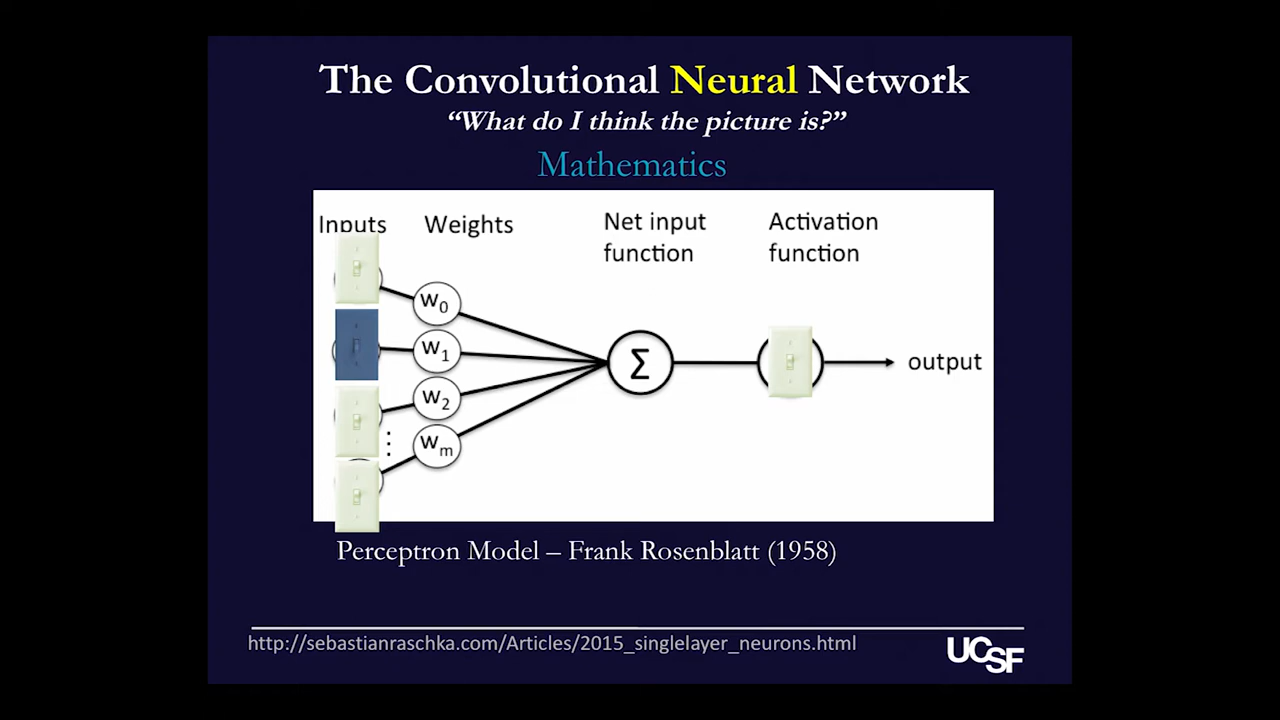 The Convolutional Neural Network
“What do I think the picture is?”
Mathematics
Inputs
Weights
Net input
function
Activation
function
w0
w1
w2
wm
⋮
Σ
output
Perceptron Model – Frank Rosenblatt (1958)
http://sebastianraschka.com/Articles/2015_singlelayer_neurons.html
UCSF